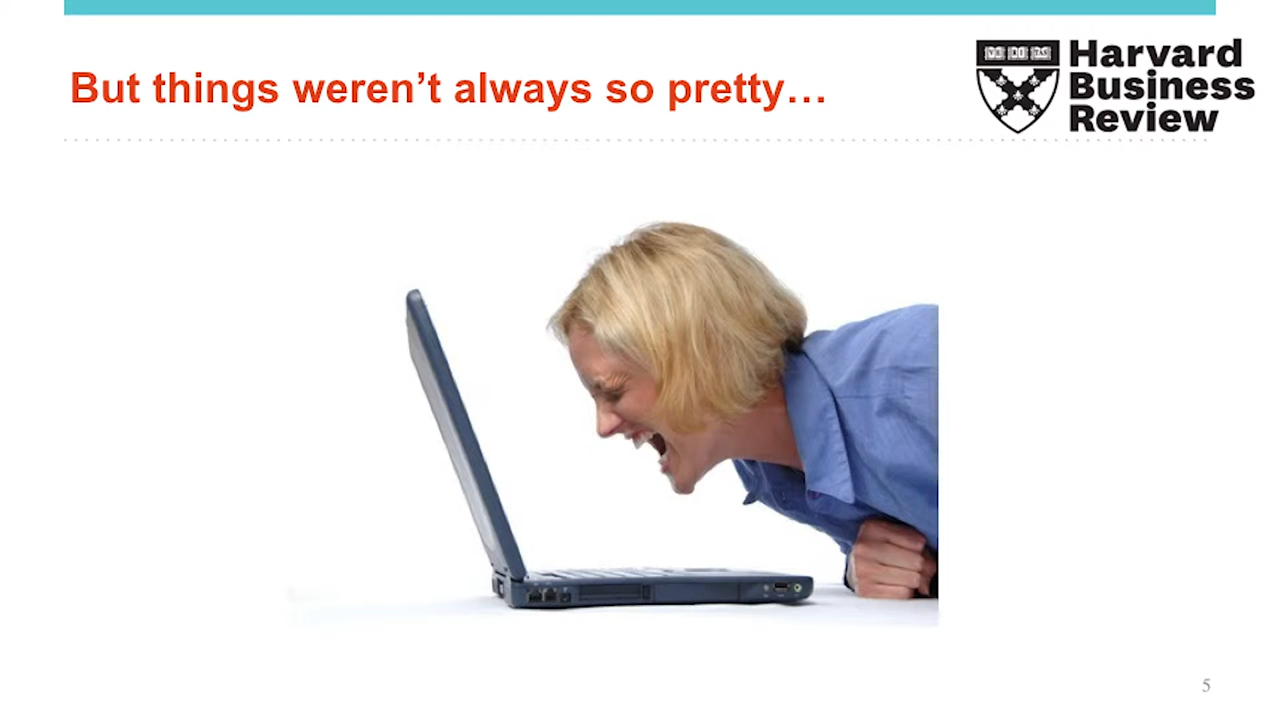 But things weren’t always so pretty…
Harvard
Business
Review
5